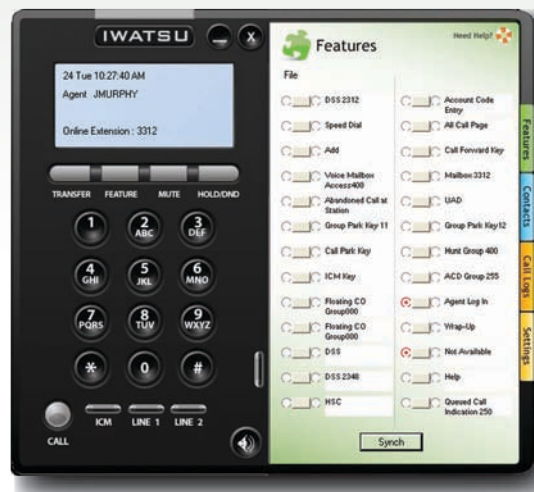 IWATSU
X
24 Tue 10:27:40 AM
Agent JMURPHY
Online Extension : 3312
TRANSFER FEATURE MUTE HOLD/DND
1
2 ABC
3 DEF
4 GHI
5 JKL
6 MNO
7 PQRS
8 TUV
9 WXYZ
*
0
#
CALL
ICM LINE 1 LINE 2
Features
Need Help?
File
DSS 2312
Speed Dial
Add
Voice Mailbox
Access400
Abandoned Call at
Station
Group Park Key 11
Call Park Key
ICM Key
Floating CO
Group000
Floating CO
Group000
DSS
DSS 2348
HSC
Account Code
Entry
All Call Page
Call Forward Key
Mailbox 3312
UAD
Group Park Key12
Hunt Group 400
ACD Group 255
Agent Log In
Wrap-Up
Not Available
Help
Queued Call
Indication 250
Synch
Features
Contacts
Call Logs
Settings